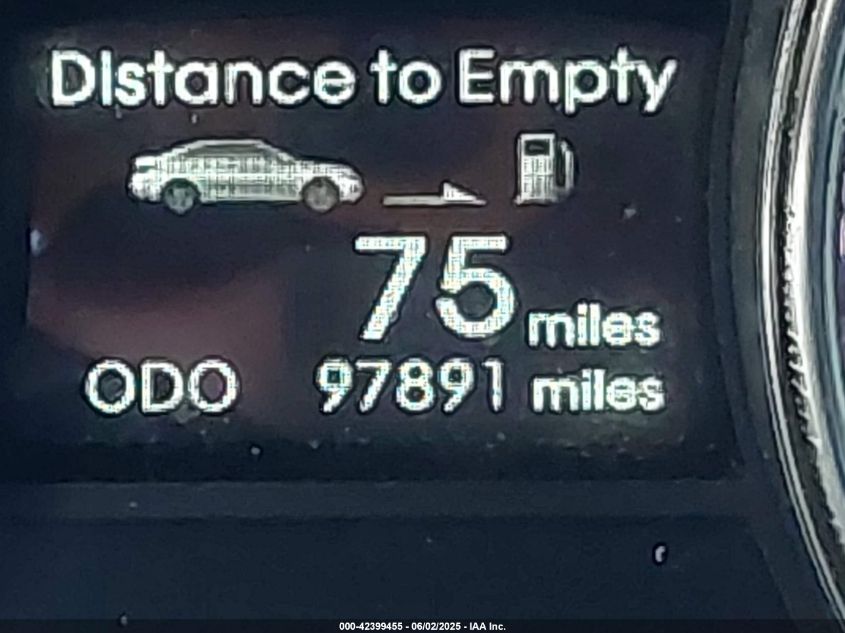 Distance to Empty
75 miles
ODO 97891 miles
000-42399455 - 06/02/2025 - IAA Inc.